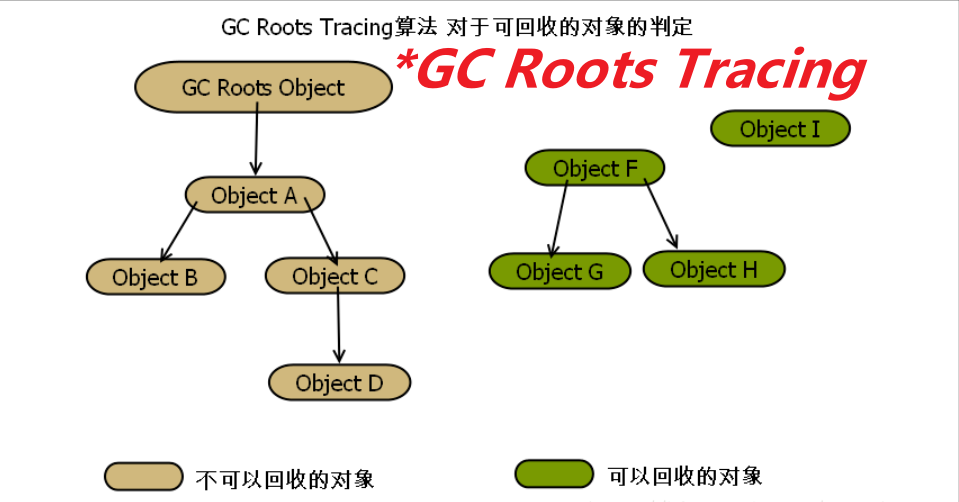 GC Roots Tracing算法 对于可回收的对象的判定
*GC Roots Tracing
GC Roots Object
Object I
Object F
Object A
Object B
Object C
Object G
Object H
Object D
不可以回收的对象
可以回收的对象